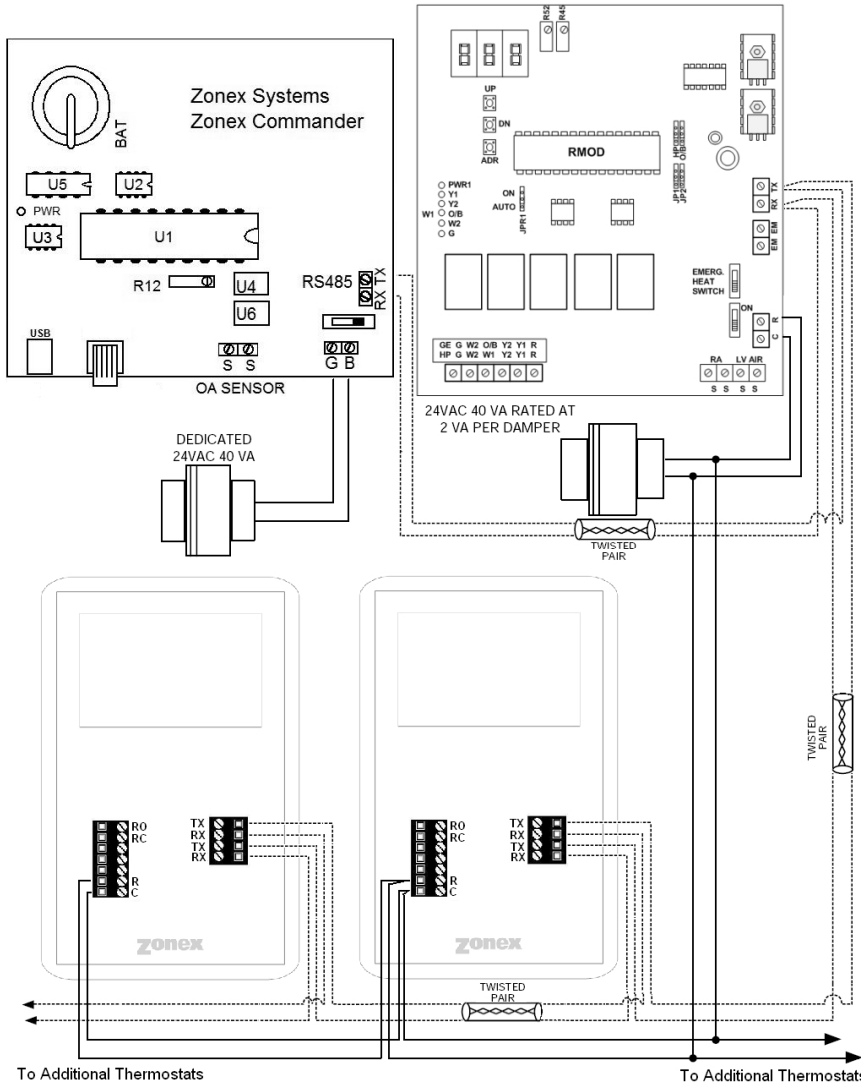 Zonex Systems
Zonex Commander
BAT
U5
U2
PWR
U3
U1
R12
U4
U6
RS485
TX
RX
USB
S S
OA SENSOR
G B
R52
R45
UP
DN
ADR
RMOD
HP
O/B
JP1
JP2
PWR1
Y1
Y2
W1
O/B
W2
G
ON
AUTO
JPR1
TX
RX
EM
EM
EMERG.
HEAT
SWITCH
ON
R
C
GE G W2 O/B Y2 Y1 R
HP G W2 W1 Y2 Y1 R
RA LV AIR
S S S S
DEDICATED
24VAC 40 VA
24VAC 40 VA RATED AT
2 VA PER DAMPER
TWISTED
PAIR
TWISTED
PAIR
RO
RC
R
C
TX
RX
TX
RX
zonex
RO
RC
R
C
TX
RX
TX
RX
zonex
TWISTED
PAIR
To Additional Thermostats
To Additional Thermostats